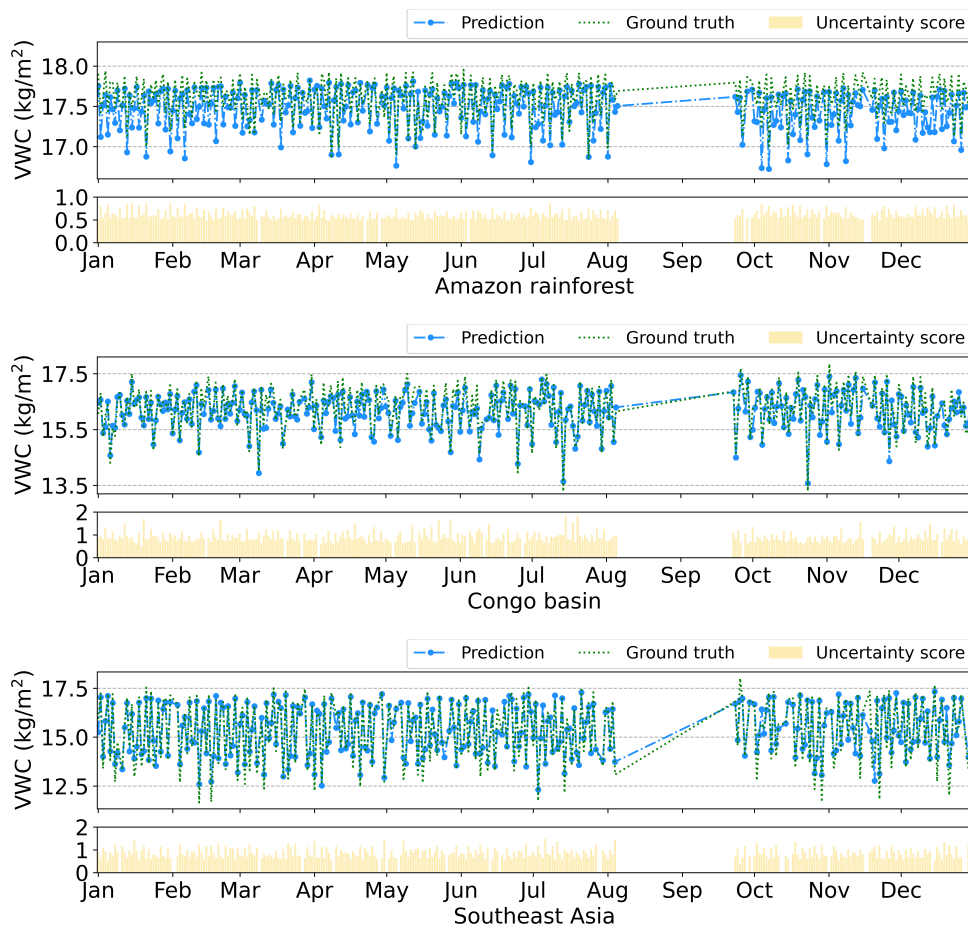 Prediction Ground truth Uncertainty score
18.0
17.5
17.0
VWC (kg/m²)
1.0
0.5
0.0
Jan Feb Mar Apr May Jun Jul Aug Sep Oct Nov Dec
Amazon rainforest
Prediction Ground truth Uncertainty score
17.5
15.5
13.5
VWC (kg/m²)
2
1
0
Jan Feb Mar Apr May Jun Jul Aug Sep Oct Nov Dec
Congo basin
Prediction Ground truth Uncertainty score
17.5
15.0
12.5
VWC (kg/m²)
2
1
0
Jan Feb Mar Apr May Jun Jul Aug Sep Oct Nov Dec
Southeast Asia